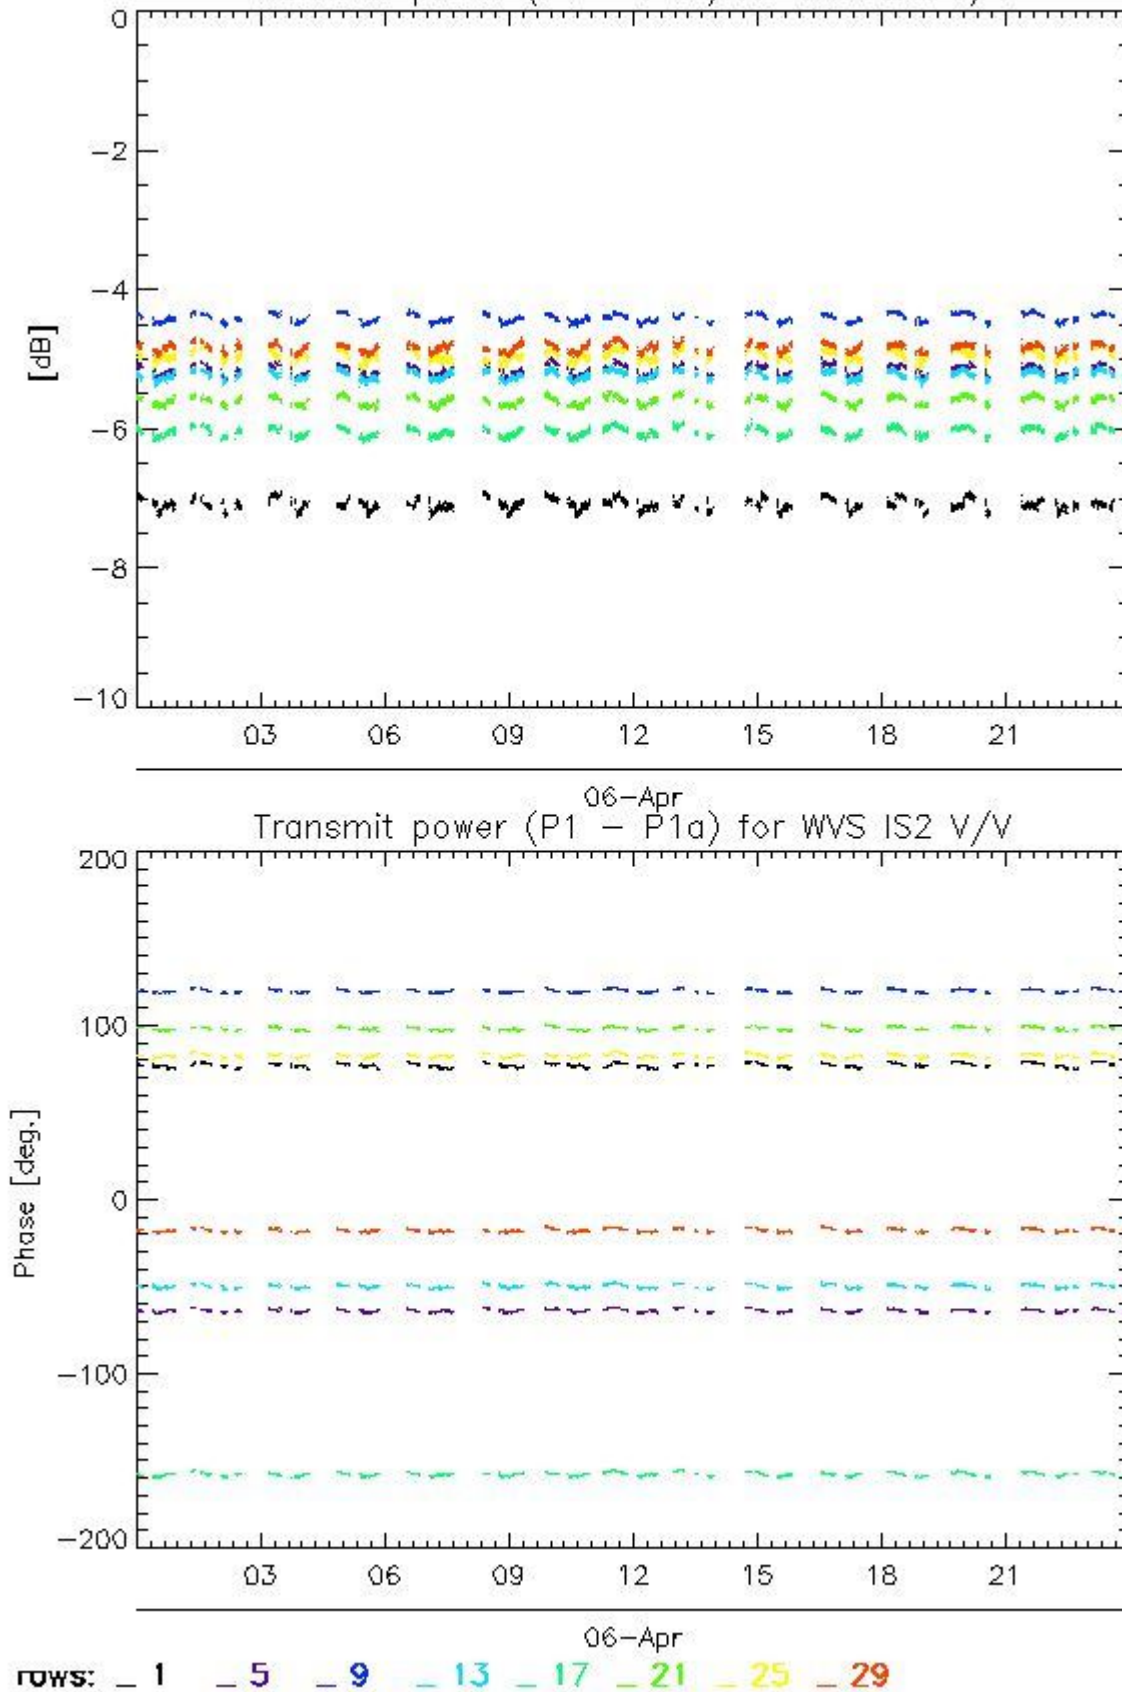 0
-2
-4
[dB]
-6
-8
-10
03 06 09 12 15 18 21
06-Apr
Transmit power (P1 - P1a) for WVS IS2 V/V
200
100
Phase [deg.]
0
-100
-200
03 06 09 12 15 18 21
06-Apr
rows: _ 1 _ 5 _ 9 _ 13 _ 17 _ 21 _ 25 _ 29